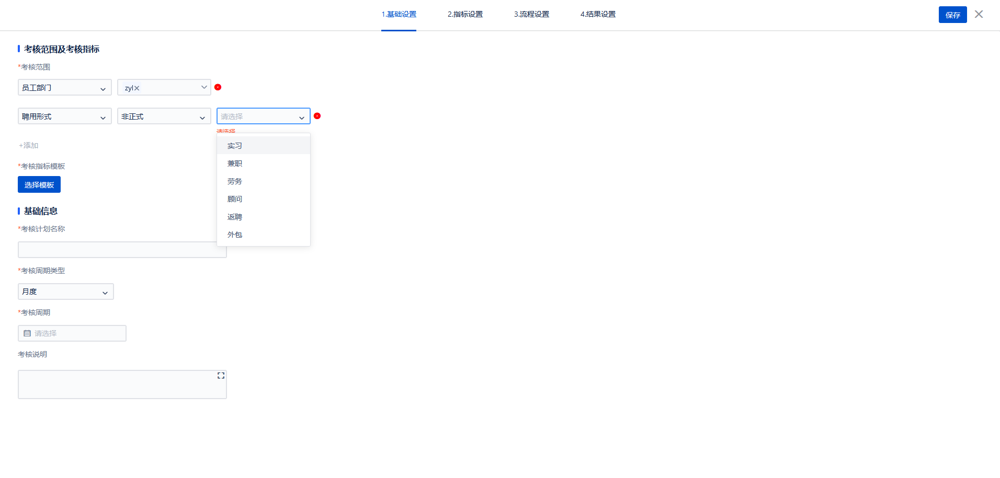 1.基础设置 2.指标设置 3.流程设置 4.结果设置 保存
考核范围及考核指标
*考核范围
员工部门 zyl
聘用形式 非正式 请选择
请选择
+添加
实习
兼职
劳务
顾问
返聘
外包
*考核指标模板
选择模板
基础信息
*考核计划名称
*考核周期类型
月度
*考核周期
请选择
考核说明